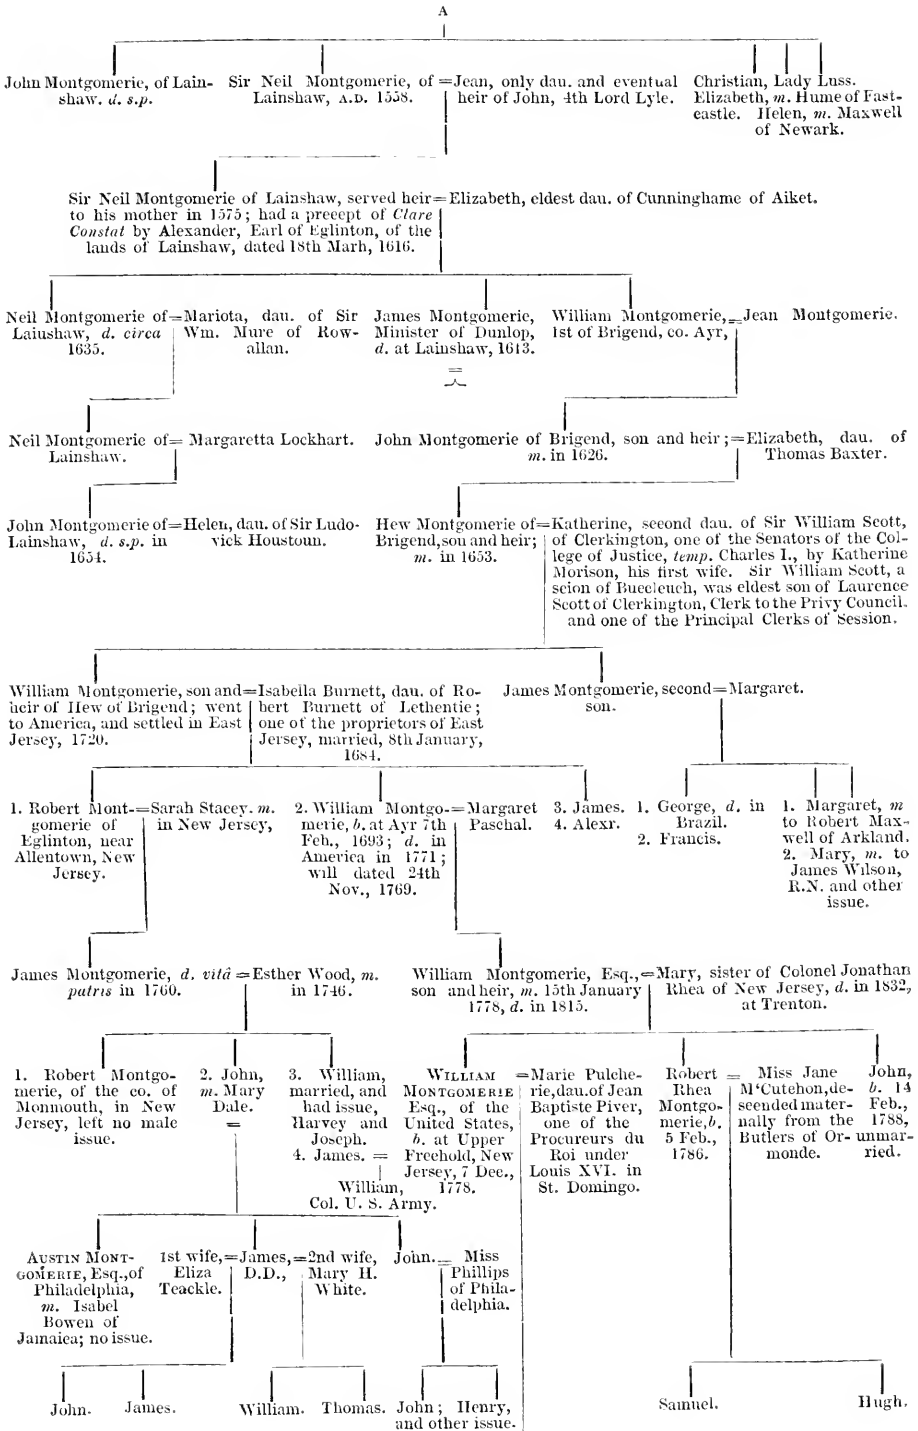 A
John Montgomerie, of Lain-
shaw. d. s.p.
Sir Neil Montgomerie, of
Lainshaw, A.D. 1558.
=Jean, only dau. and eventual
heir of John, 4th Lord Lyle.
Christian, Lady Luss.
Elizabeth, m. Hume of Fast-
castle. Helen, m. Maxwell
of Newark.
Sir Neil Montgomerie of Lainshaw, served heir
to his mother in 1575; had a precept of Clare
Constat by Alexander, Earl of Eglinton, of the
lands of Lainshaw, dated 18th Marh, 1616.
=Elizabeth, eldest dau. of Cunninghame of Aiket.
Neil Montgomerie of
Lainshaw, d. circa
1635.
=Mariota, dau. of Sir
Wm. Mure of Row-
allan.
James Montgomerie,
Minister of Dunlop,
d. at Lainshaw, 1613.
=
William Montgomerie,
1st of Brigend, co. Ayr,
=Jean Montgomerie.
Neil Montgomerie of
Lainshaw.
= Margaretta Lockhart.
John Montgomerie of Brigend, son and heir;
m. in 1626.
=Elizabeth, dau. of
Thomas Baxter.
John Montgomerie of
Lainshaw, d. s.p. in
1654.
=Helen, dau. of Sir Ludo-
vick Houstoun.
Hew Montgomerie of
Brigend, son and heir;
m. in 1653.
=Katherine, second dau. of Sir William Scott,
of Clerkington, one of the Senators of the Col-
lege of Justice, temp. Charles I., by Katherine
Morison, his first wife. Sir William Scott, a
scion of Buccleuch, was eldest son of Laurence
Scott of Clerkington, Clerk to the Privy Council,
and one of the Principal Clerks of Session.
William Montgomerie, son and
heir of Hew of Brigend; went
to America, and settled in East
Jersey, 1720.
=Isabella Burnett, dau. of Ro-
bert Burnett of Lethentie;
one of the proprietors of East
Jersey, married, 8th January,
1684.
James Montgomerie, second
son.
=Margaret.
1. Robert Mont-
gomerie of
Eglinton, near
Allentown, New
Jersey.
=Sarah Stacey. m.
in New Jersey,
2. William Montgo-
merie, b. at Ayr 7th
Feb., 1693; d. in
America in 1771;
will dated 24th
Nov., 1769.
=Margaret
Paschal.
3. James.
4. Alexr.
1. George, d. in
Brazil.
2. Francis.
1. Margaret, m
to Robert Max-
well of Arkland.
2. Mary, m. to
James Wilson,
R.N. and other
issue.
James Montgomerie, d. vitâ
patris in 1760.
=Esther Wood, m.
in 1746.
William Montgomerie, Esq.,
son and heir, m. 15th January
1778, d. in 1815.
=Mary, sister of Colonel Jonathan
Rhea of New Jersey, d. in 1832,
at Trenton.
1. Robert Montgo-
merie, of the co. of
Monmouth, in New
Jersey, left no male
issue.
2. John,
m. Mary
Dale.
=
3. William,
married, and
had issue,
Harvey and
Joseph.
4. James. =
William,
Col. U. S. Army.
WILLIAM
MONTGOMERIE
Esq., of the
United States,
b. at Upper
Freehold, New
Jersey, 7 Dec.,
1778.
=Marie Pulche-
rie, dau. of Jean
Baptiste Piver,
one of the
Procureurs du
Roi under
Louis XVI. in
St. Domingo.
Robert
Rhea
Montgo-
merie, b.
5 Feb.,
1786.
= Miss Jane
M'Cutehon, de-
scended mater-
nally from the
Butlers of Or-
monde.
John,
b. 14
Feb.,
1788,
unmar-
ried.
AUSTIN MONT-
GOMERIE, Esq., of
Philadelphia,
m. Isabel
Bowen of
Jamaica; no issue.
1st wife,
Eliza
Teackle.
=James,
D.D.,
=2nd wife,
Mary H.
White.
John. = Miss
Phillips
of Phila-
delphia.
John.
James.
William.
Thomas.
John; Henry,
and other issue.
Samuel.
Hugh.